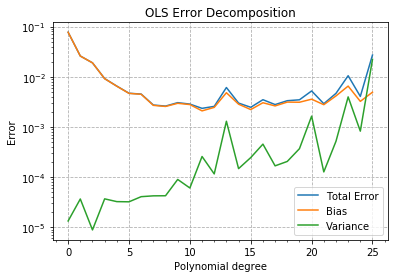 OLS Error Decomposition
10⁻¹
10⁻²
10⁻³
10⁻⁴
10⁻⁵
Error
Total Error
Bias
Variance
0 5 10 15 20 25
Polynomial degree